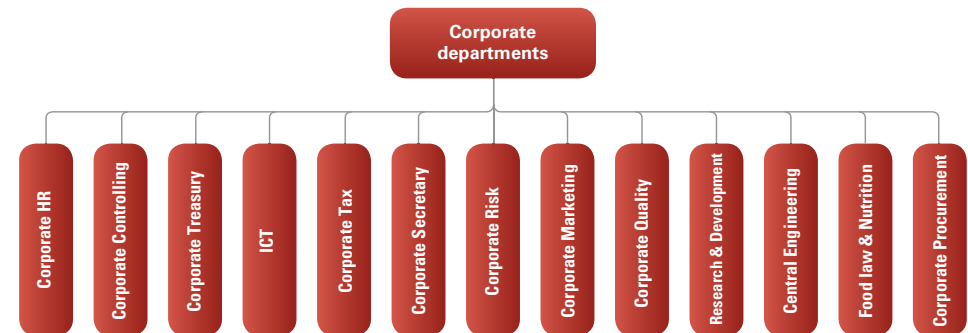 Corporate
departments
Corporate HR
Corporate Controlling
Corporate Treasury
ICT
Corporate Tax
Corporate Secretary
Corporate Risk
Corporate Marketing
Corporate Quality
Research & Development
Central Engineering
Food law & Nutrition
Corporate Procurement